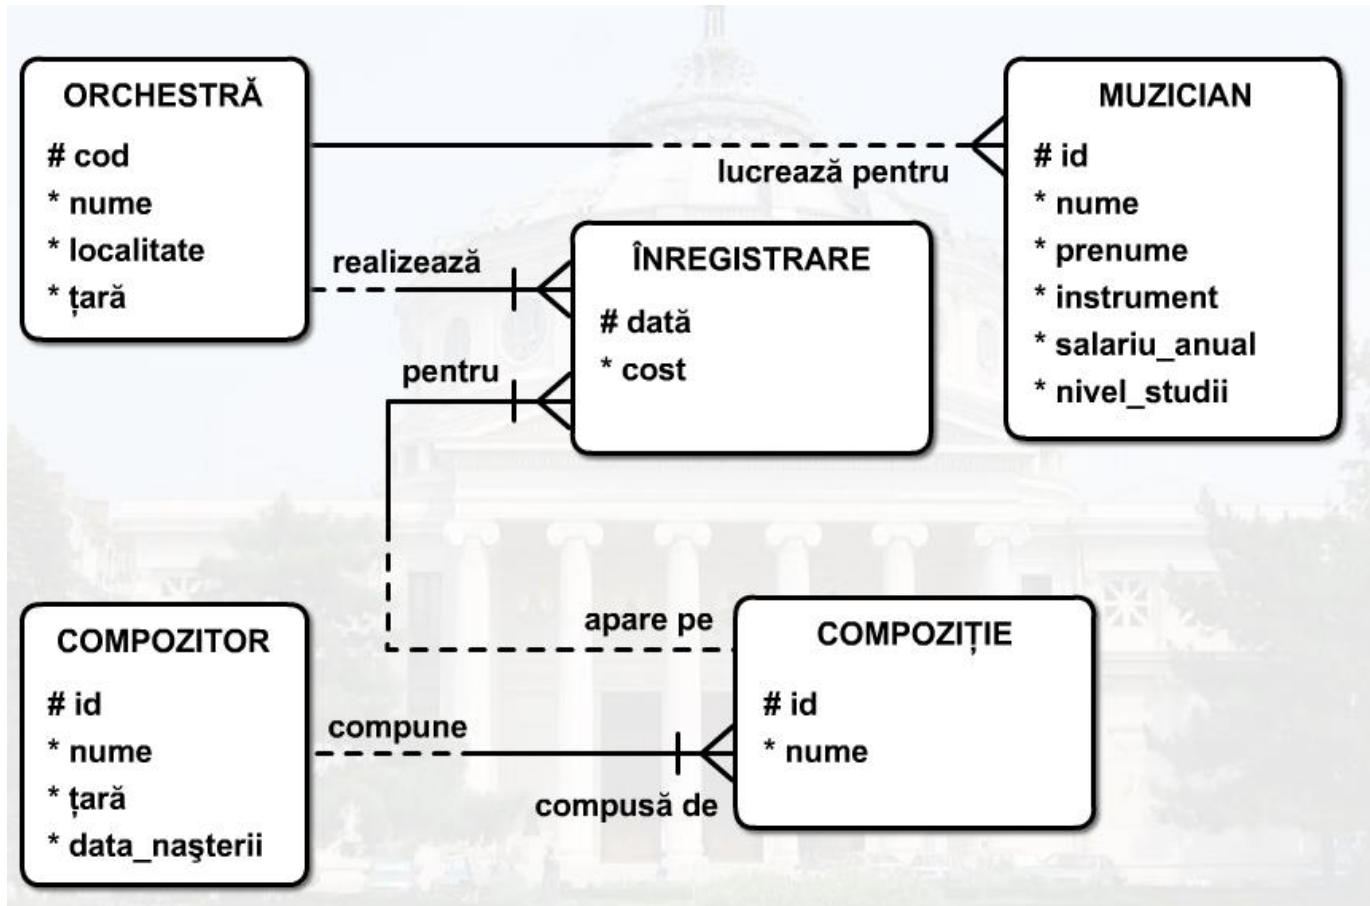 ORCHESTRĂ
# cod
* nume
* localitate
* țară
lucrează pentru
MUZICIAN
# id
* nume
* prenume
* instrument
* salariu_anual
* nivel_studii
realizează
ÎNREGISTRARE
# dată
* cost
pentru
apare pe
COMPOZITOR
# id
* nume
* țară
* data_naşterii
compune
compusă de
COMPOZIȚIE
# id
* nume